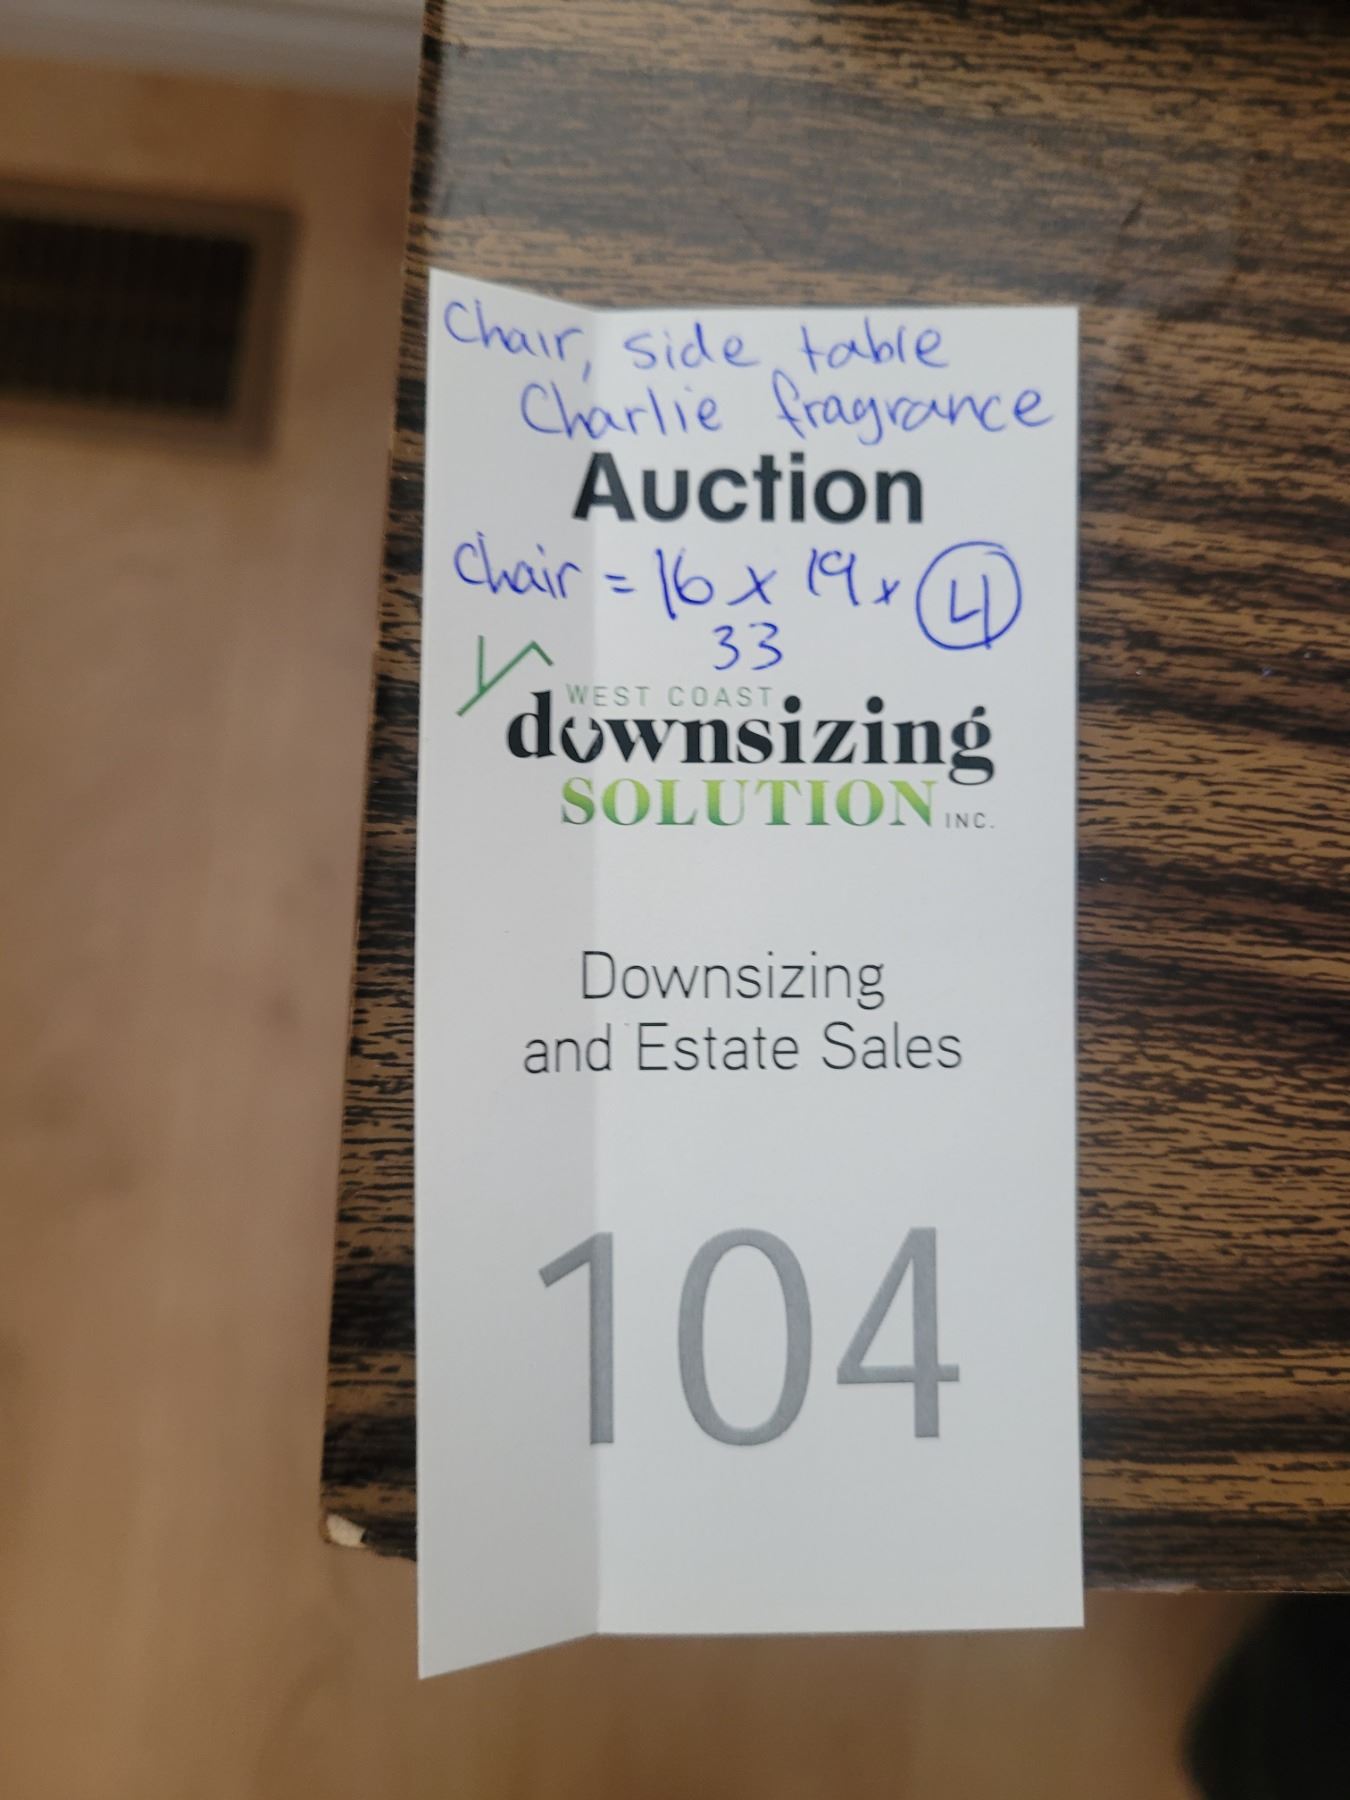 Chair, side table
Charlie fragrance
Auction
Chair = 16 x 19 x 4
33
WEST COAST
downsizing
SOLUTION INC.
Downsizing
and Estate Sales
104